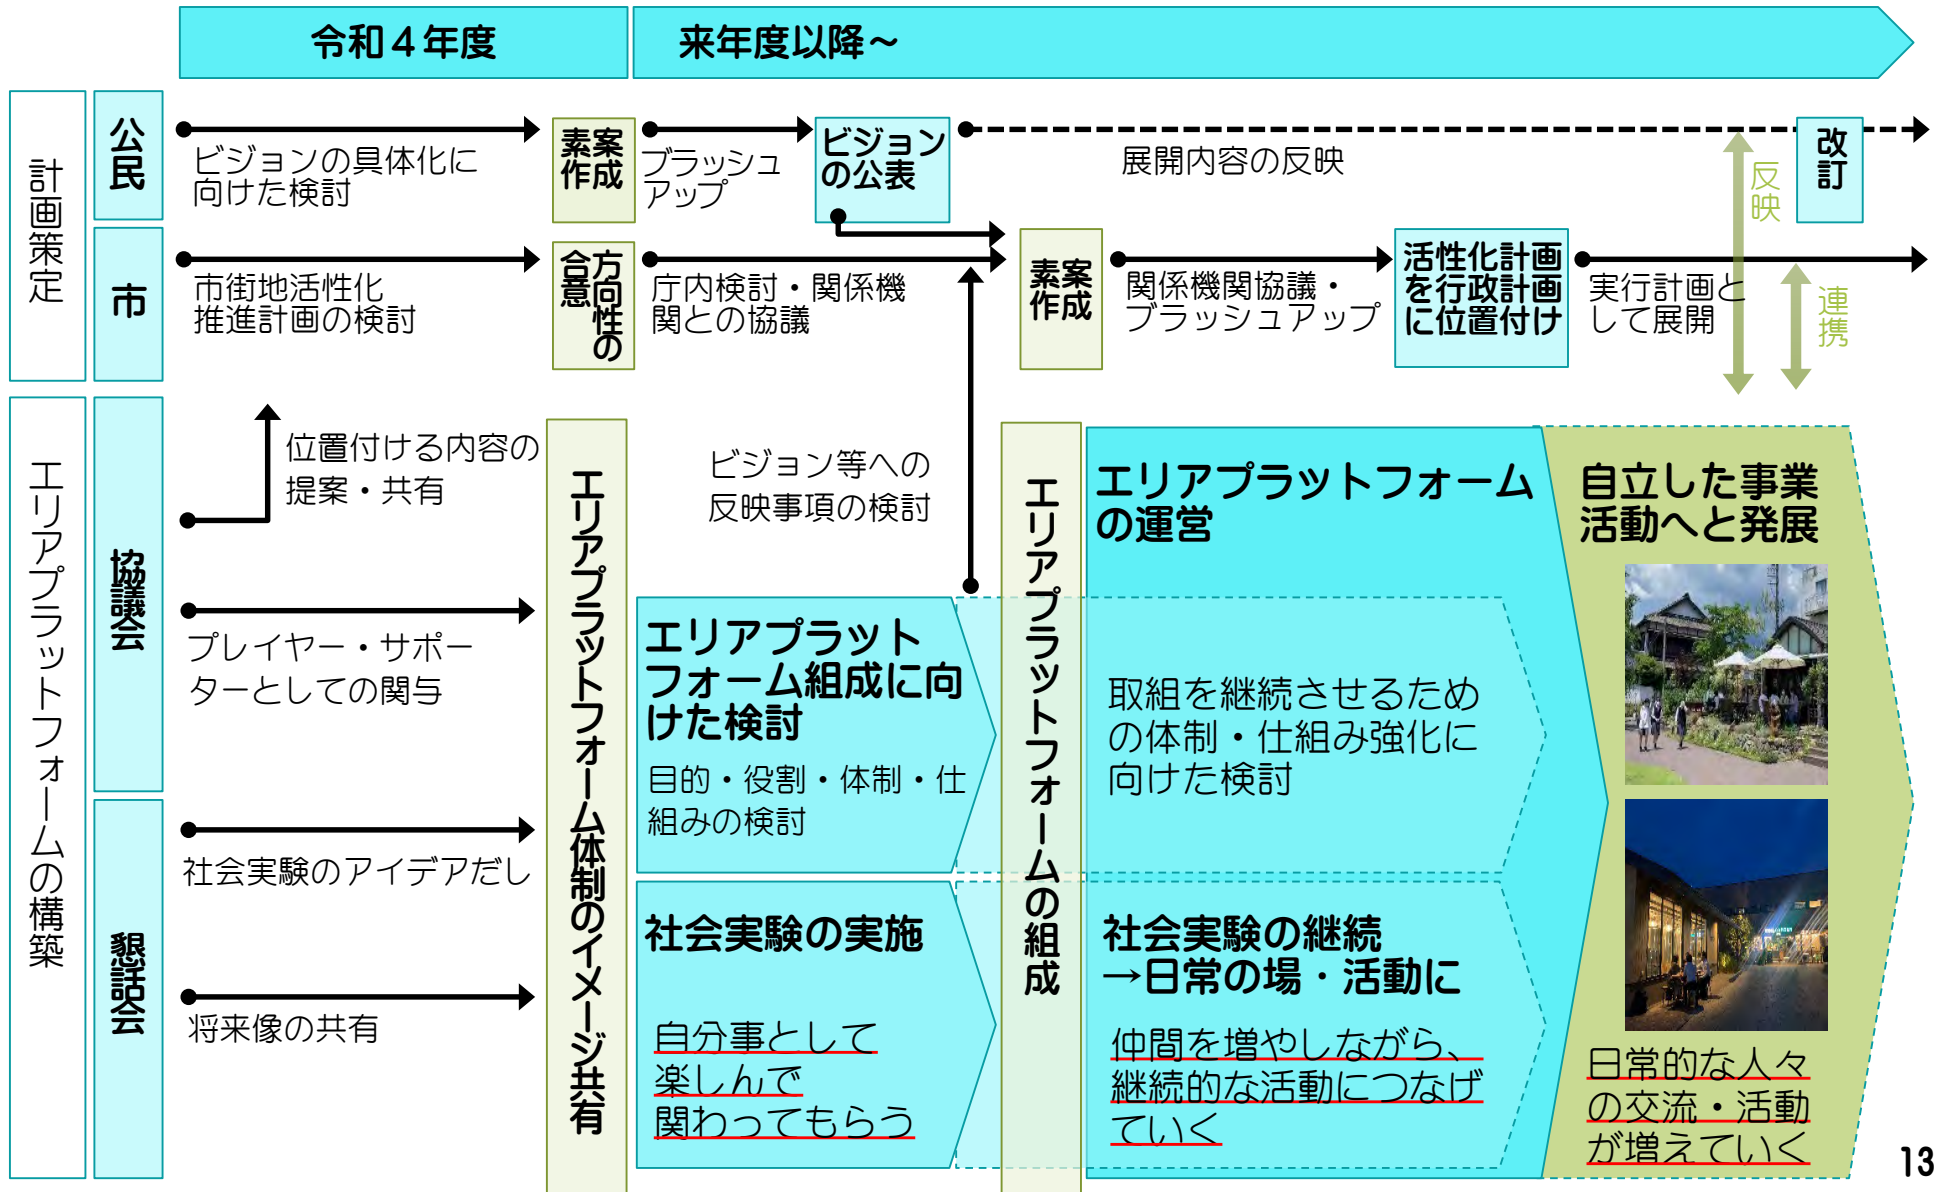 令和４年度
来年度以降～
計画策定
公民
ビジョンの具体化に
向けた検討
素案
作成
ブラッシュ
アップ
ビジョン
の公表
展開内容の反映
反映
改訂
市
市街地活性化
推進計画の検討
方向性の
合意
庁内検討・関係機
関との協議
素案
作成
関係機関協議・
ブラッシュアップ
活性化計画
を行政計画
に位置付け
実行計画と
して展開
連携
エリアプラットフォームの構築
協議会
位置付ける内容の
提案・共有
プレイヤー・サポー
ターとしての関与
懇話会
社会実験のアイデアだし
将来像の共有
エリアプラットフォーム体制のイメージ共有
ビジョン等への
反映事項の検討
エリアプラット
フォーム組成に向
けた検討
目的・役割・体制・仕
組みの検討
社会実験の実施
自分事として
楽しんで
関わってもらう
エリアプラットフォームの組成
エリアプラットフォーム
の運営
取組を継続させるため
の体制・仕組み強化に
向けた検討
社会実験の継続
→日常の場・活動に
仲間を増やしながら、
継続的な活動につなげ
ていく
自立した事業
活動へと発展
日常的な人々
の交流・活動
が増えていく
13